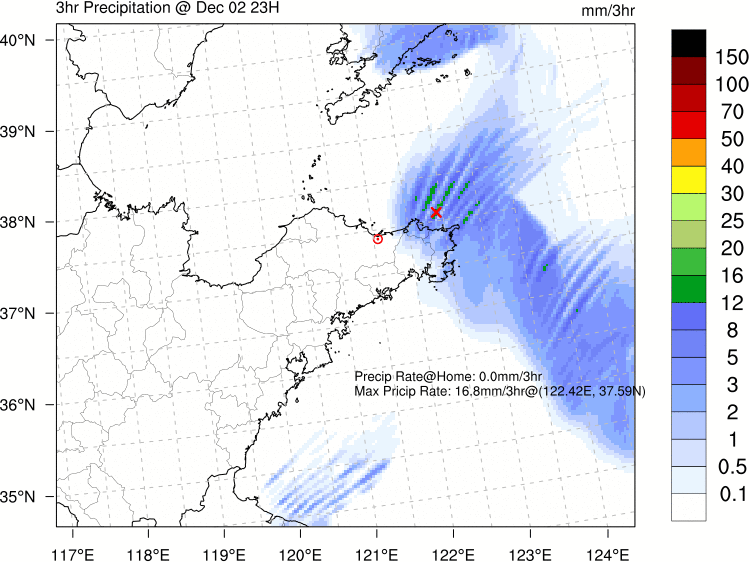 3hr Precipitation @ Dec 02 23H
mm/3hr
40°N
39°N
38°N
37°N
36°N
35°N
Precip Rate@Home: 0.0mm/3hr
Max Pricip Rate: 16.8mm/3hr@(122.42E, 37.59N)
117°E 118°E 119°E 120°E 121°E 122°E 123°E 124°E
150
100
70
50
40
30
25
20
16
12
8
5
3
2
1
0.5
0.1